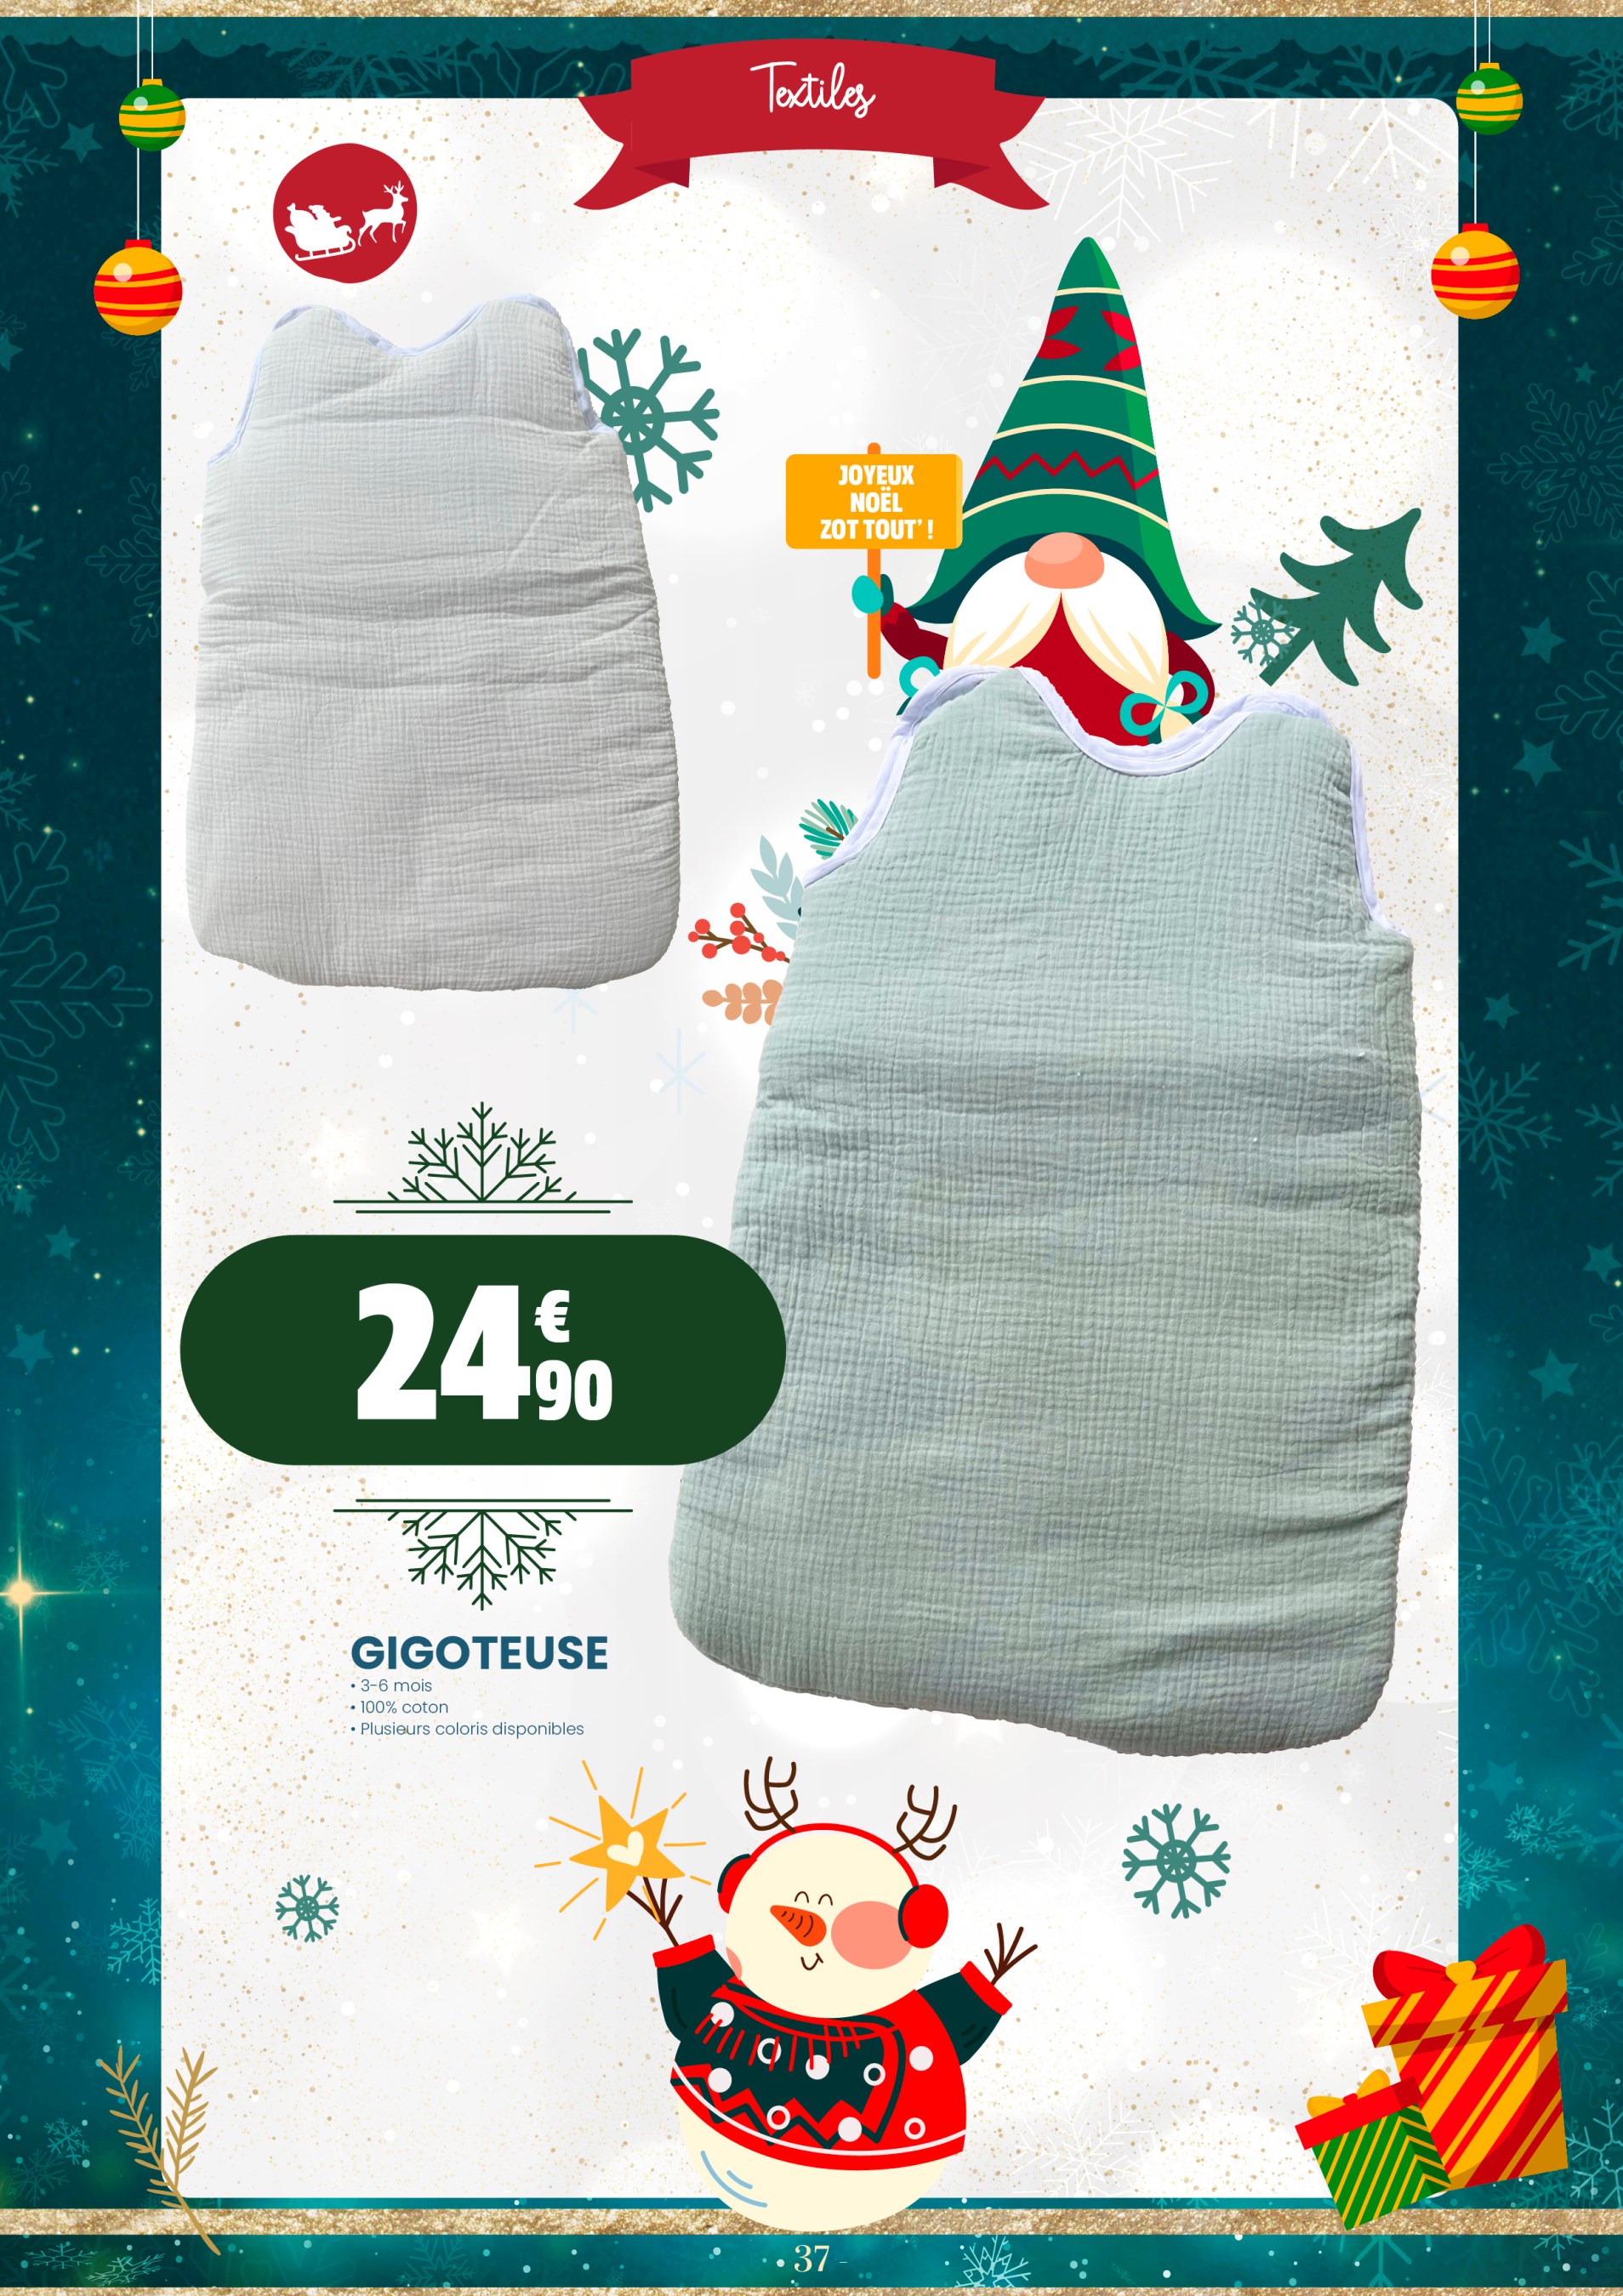 Textiles
JOYEUX
NOËL
ZOT TOUT' !
24€90
GIGOTEUSE
• 3-6 mois
• 100% coton
• Plusieurs coloris disponibles
37 -